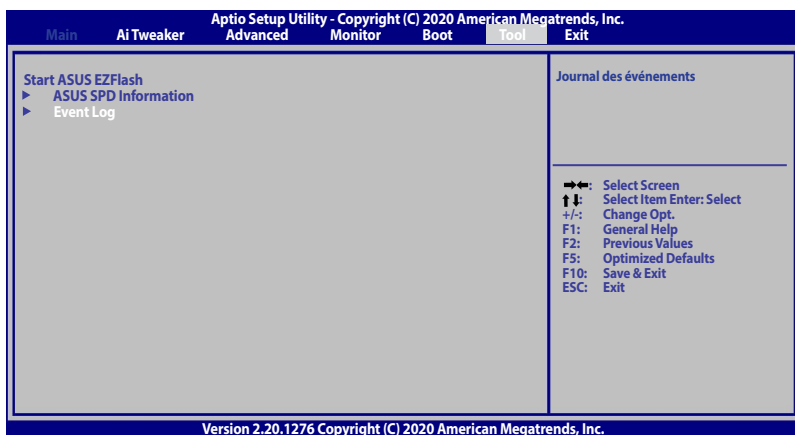 Aptio Setup Utility - Copyright (C) 2020 American Megatrends, Inc.
Main Ai Tweaker Advanced Monitor Boot Tool Exit
Start ASUS EZFlash
ASUS SPD Information
Event Log
Journal des événements
→←: Select Screen
↑↓: Select Item Enter: Select
+/-: Change Opt.
F1: General Help
F2: Previous Values
F5: Optimized Defaults
F10: Save & Exit
ESC: Exit
Version 2.20.1276 Copyright (C) 2020 American Megatrends, Inc.